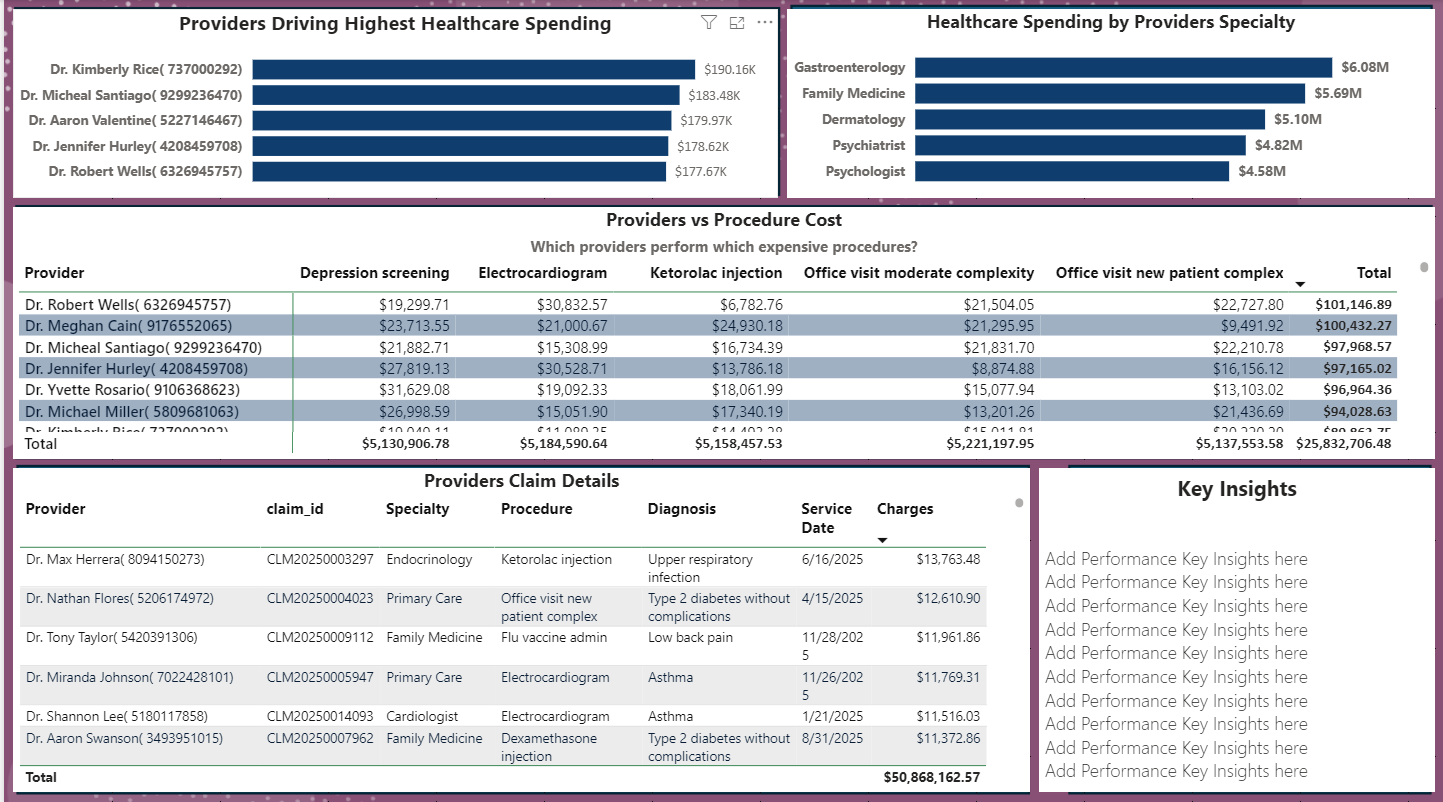 Providers Driving Highest Healthcare Spending
Dr. Kimberly Rice( 737000292) $190.16K
Dr. Micheal Santiago( 9299236470) $183.48K
Dr. Aaron Valentine( 5227146467) $179.97K
Dr. Jennifer Hurley( 4208459708) $178.62K
Dr. Robert Wells( 6326945757) $177.67K
Healthcare Spending by Providers Specialty
Gastroenterology $6.08M
Family Medicine $5.69M
Dermatology $5.10M
Psychiatrist $4.82M
Psychologist $4.58M
Providers vs Procedure Cost
Which providers perform which expensive procedures?
Provider Depression screening Electrocardiogram Ketorolac injection Office visit moderate complexity Office visit new patient complex Total
Dr. Robert Wells( 6326945757) $19,299.71 $30,832.57 $6,782.76 $21,504.05 $22,727.80 $101,146.89
Dr. Meghan Cain( 9176552065) $23,713.55 $21,000.67 $24,930.18 $21,295.95 $9,491.92 $100,432.27
Dr. Micheal Santiago( 9299236470) $21,882.71 $15,308.99 $16,734.39 $21,831.70 $22,210.78 $97,968.57
Dr. Jennifer Hurley( 4208459708) $27,819.13 $30,528.71 $13,786.18 $8,874.88 $16,156.12 $97,165.02
Dr. Yvette Rosario( 9106368623) $31,629.08 $19,092.33 $18,061.99 $15,077.94 $13,103.02 $96,964.36
Dr. Michael Miller( 5809681063) $26,998.59 $15,051.90 $17,340.19 $13,201.26 $21,436.69 $94,028.63
Dr. Kimberly Rice( 737000292)
Total $5,130,906.78 $5,184,590.64 $5,158,457.53 $5,221,197.95 $5,137,553.58 $25,832,706.48
Providers Claim Details
Provider claim_id Specialty Procedure Diagnosis Service Charges
Date
Dr. Max Herrera( 8094150273) CLM20250003297 Endocrinology Ketorolac injection Upper respiratory 6/16/2025 $13,763.48
infection
Dr. Nathan Flores( 5206174972) CLM20250004023 Primary Care Office visit new Type 2 diabetes without 4/15/2025 $12,610.90
patient complex complications
Dr. Tony Taylor( 5420391306) CLM20250009112 Family Medicine Flu vaccine admin Low back pain 11/28/202 $11,961.86
5
Dr. Miranda Johnson( 7022428101) CLM20250005947 Primary Care Electrocardiogram Asthma 11/26/202 $11,769.31
5
Dr. Shannon Lee( 5180117858) CLM20250014093 Cardiologist Electrocardiogram Asthma 1/21/2025 $11,516.03
Dr. Aaron Swanson( 3493951015) CLM20250007962 Family Medicine Dexamethasone Type 2 diabetes without 8/31/2025 $11,372.86
injection complications
Total $50,868,162.57
Key Insights
Add Performance Key Insights here
Add Performance Key Insights here
Add Performance Key Insights here
Add Performance Key Insights here
Add Performance Key Insights here
Add Performance Key Insights here
Add Performance Key Insights here
Add Performance Key Insights here
Add Performance Key Insights here
Add Performance Key Insights here